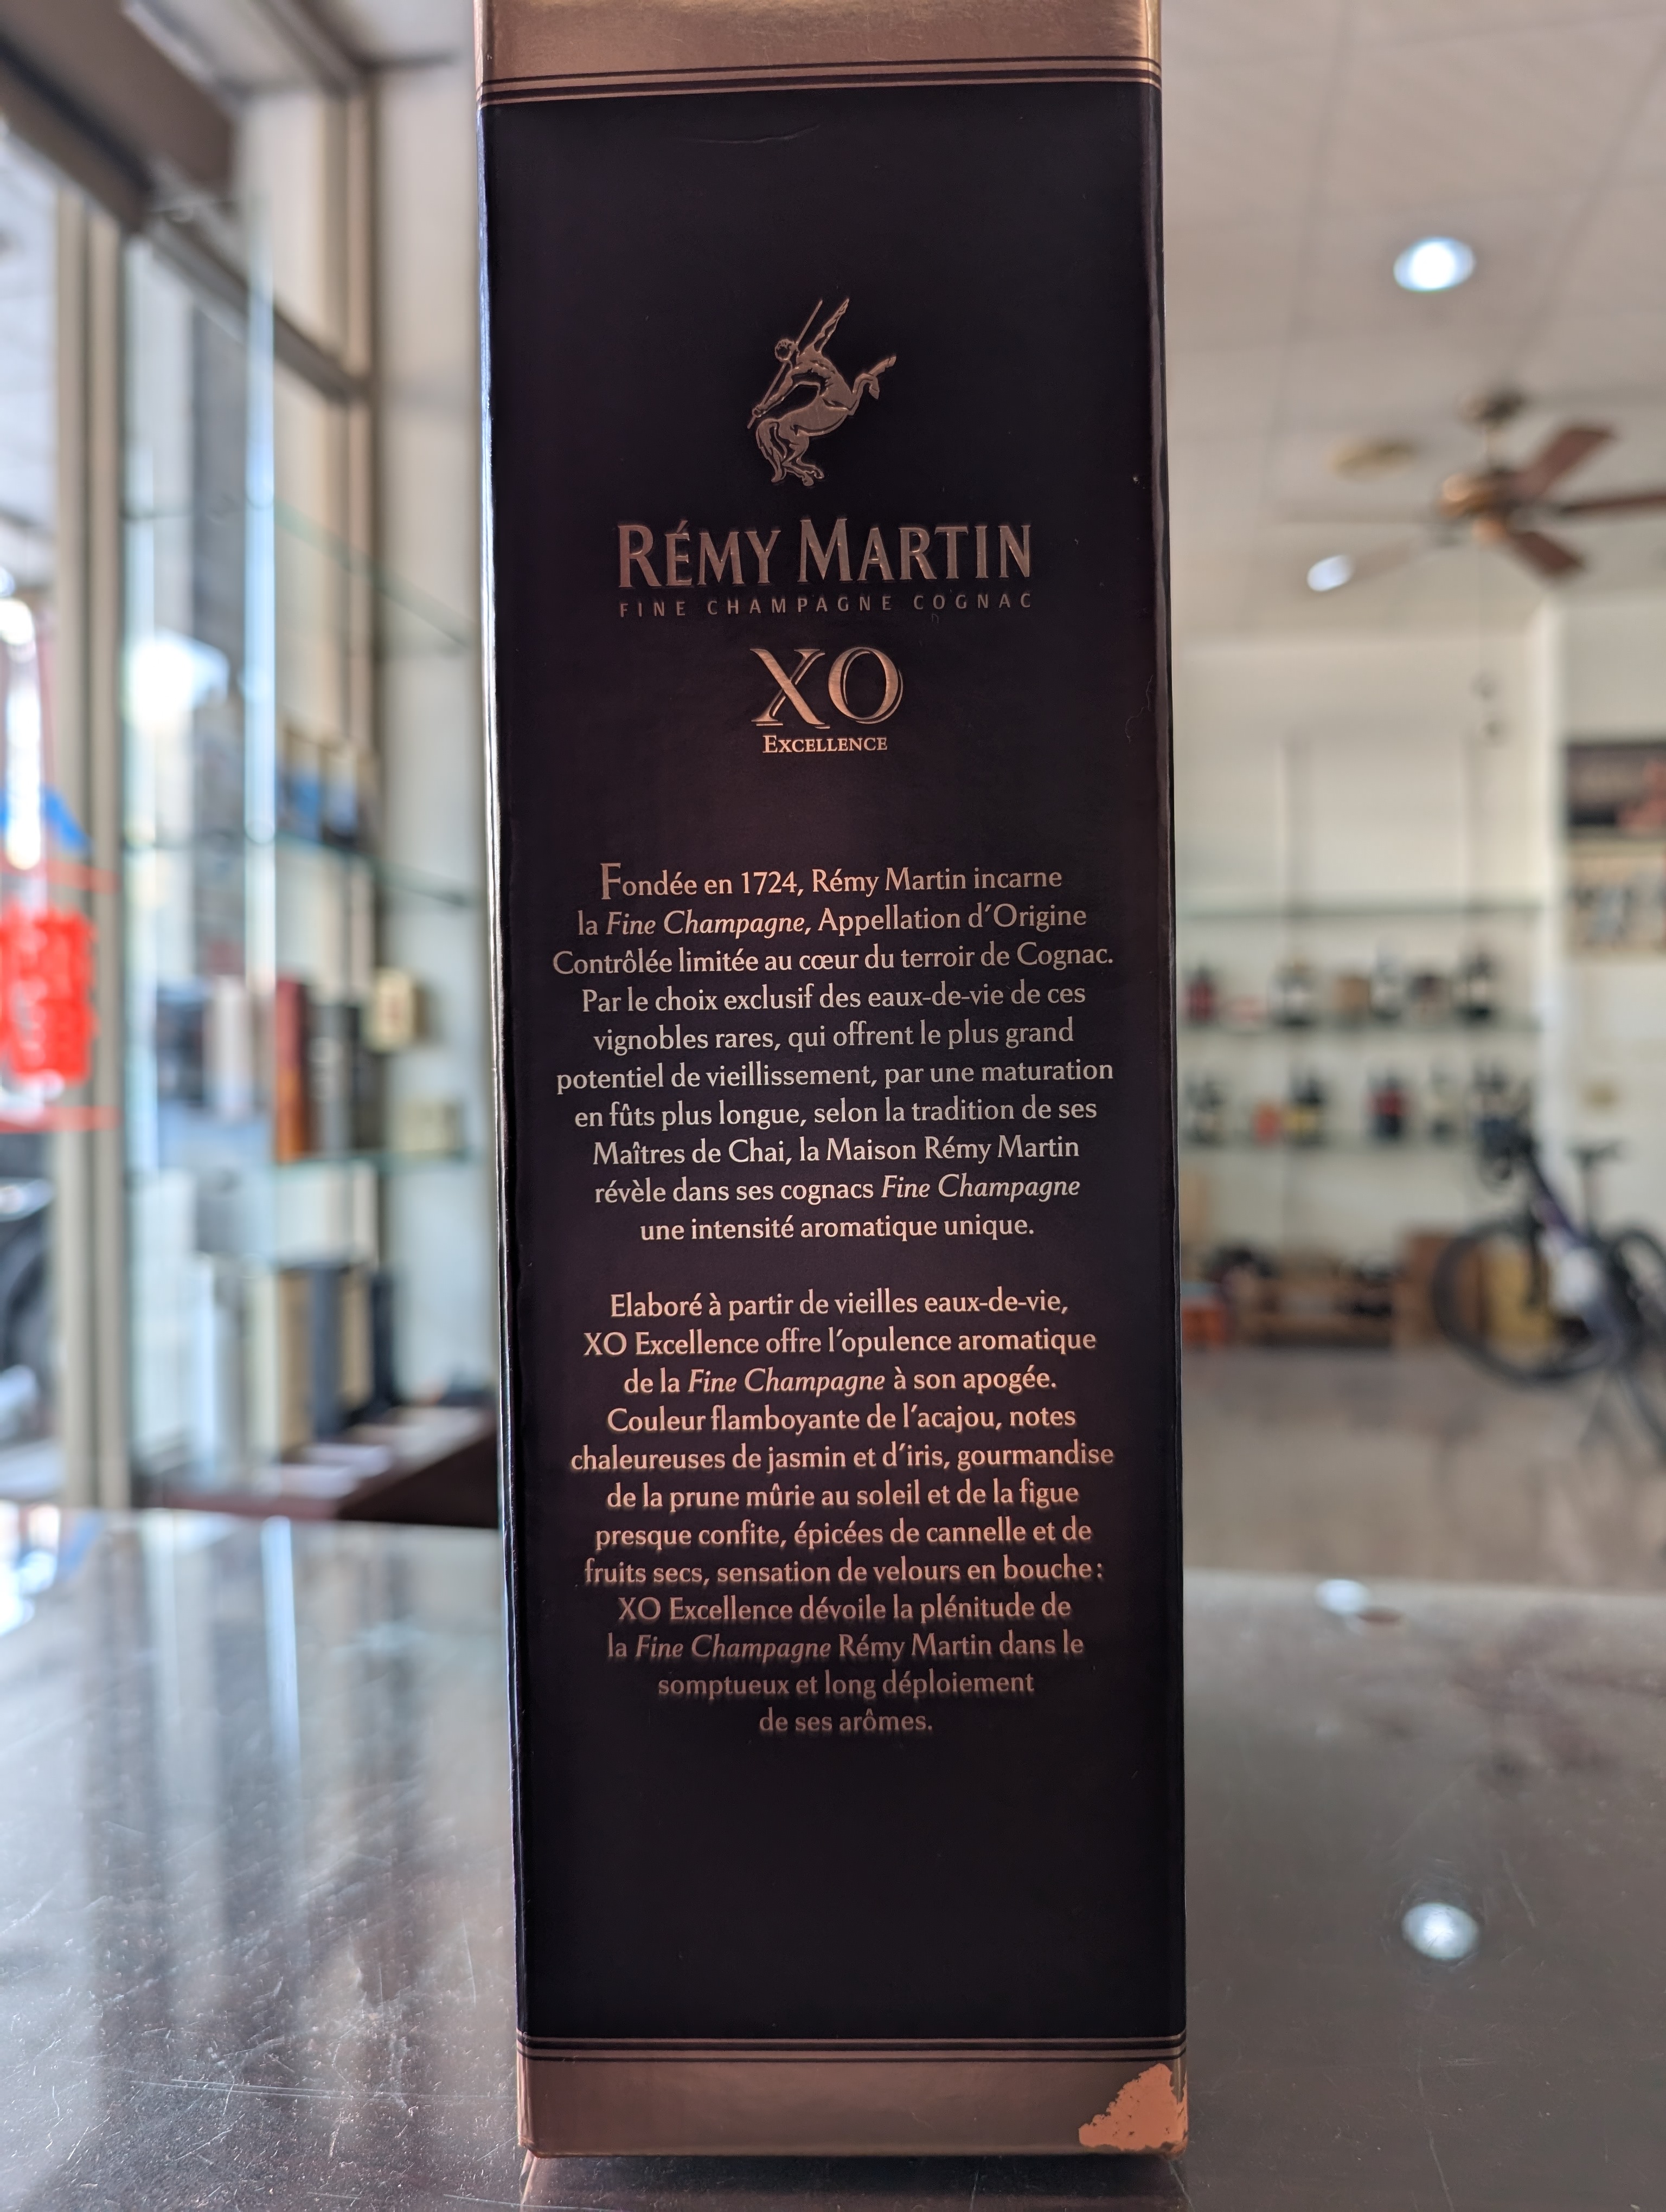 RÉMY MARTIN
FINE CHAMPAGNE COGNAC
XO
EXCELLENCE
Fondée en 1724, Rémy Martin incarne
la Fine Champagne, Appellation d'Origine
Contrôlée limitée au cœur du terroir de Cognac.
Par le choix exclusif des eaux-de-vie de ces
vignobles rares, qui offrent le plus grand
potentiel de vieillissement, par une maturation
en fûts plus longue, selon la tradition de ses
Maîtres de Chai, la Maison Rémy Martin
révèle dans ses cognacs Fine Champagne
une intensité aromatique unique.
Elaboré à partir de vieilles eaux-de-vie,
XO Excellence offre l'opulence aromatique
de la Fine Champagne à son apogée.
Couleur flamboyante de l'acajou, notes
chaleureuses de jasmin et d'iris, gourmandise
de la prune mûrie au soleil et de la figue
presque confite, épicées de cannelle et de
fruits secs, sensation de velours en bouche :
XO Excellence dévoile la plénitude de
la Fine Champagne Rémy Martin dans le
somptueux et long déploiement
de ses arômes.